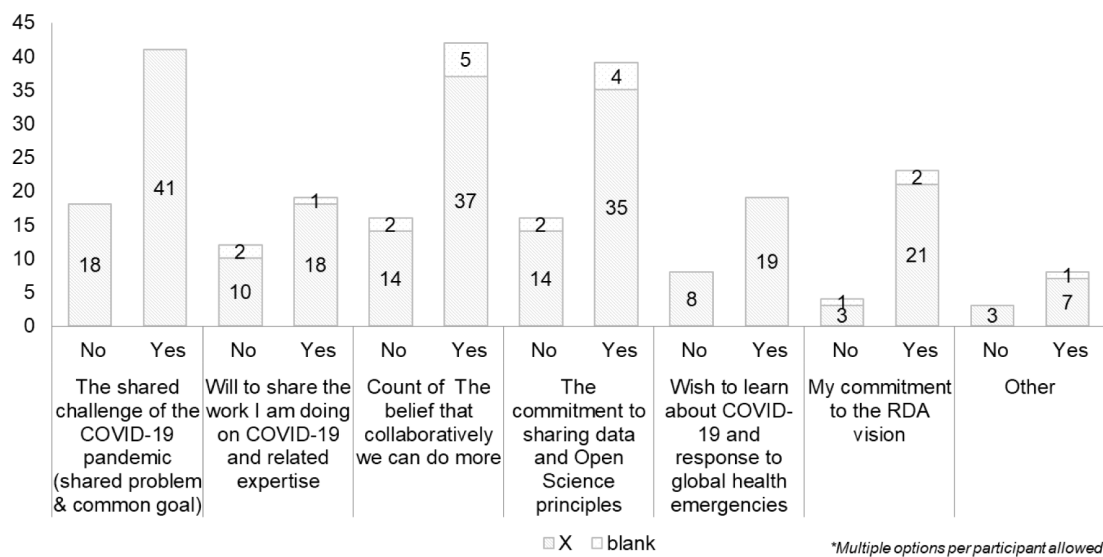 45
40
35
30
25
20
15
10
5
0
18
41
2
10
1
18
2
14
5
37
2
14
4
35
8
19
1
3
2
21
3
1
7
No Yes No Yes No Yes No Yes No Yes No Yes No Yes
The shared
challenge of the
COVID-19
pandemic
(shared problem
& common goal)
Will to share the
work I am doing
on COVID-19
and related
expertise
Count of The
belief that
collaboratively
we can do more
The
commitment to
sharing data
and Open
Science
principles
Wish to learn
about COVID-
19 and
response to
global health
emergencies
My commitment
to the RDA
vision
Other
X blank
*Multiple options per participant allowed